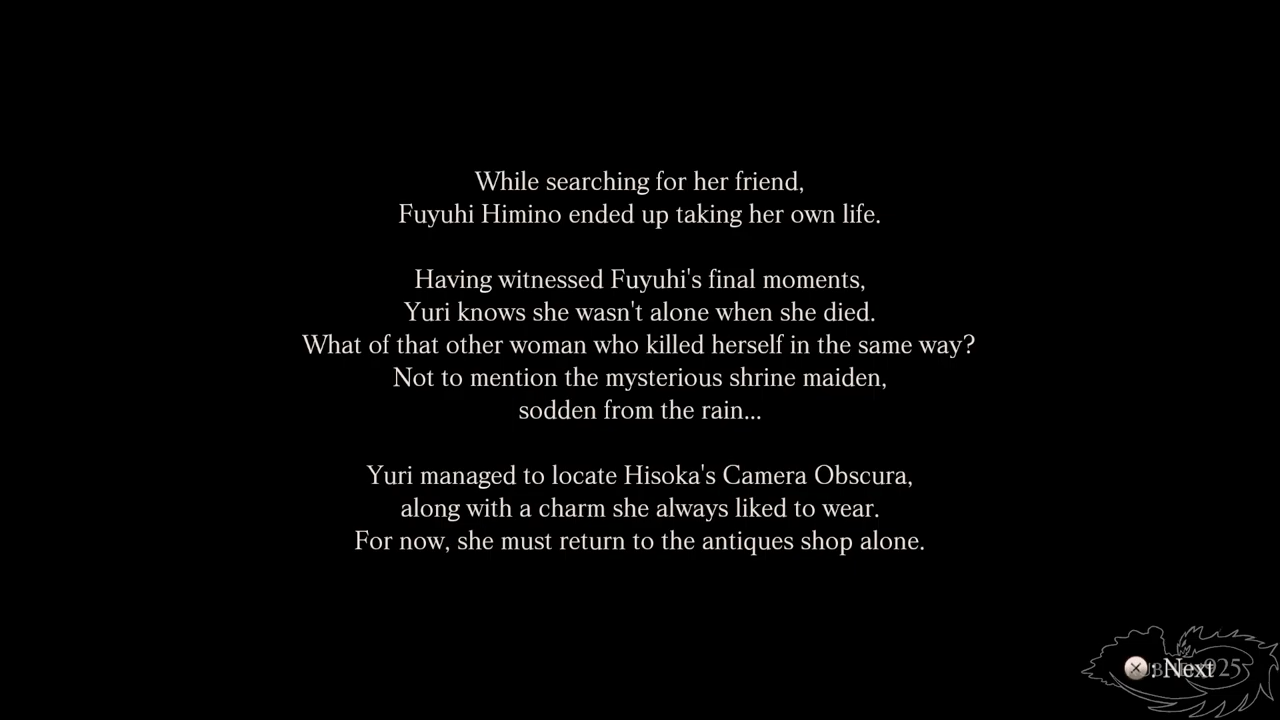 While searching for her friend,
Fuyuhi Himino ended up taking her own life.
Having witnessed Fuyuhi's final moments,
Yuri knows she wasn't alone when she died.
What of that other woman who killed herself in the same way?
Not to mention the mysterious shrine maiden,
sodden from the rain...
Yuri managed to locate Hisoka's Camera Obscura,
along with a charm she always liked to wear.
For now, she must return to the antiques shop alone.
: Next